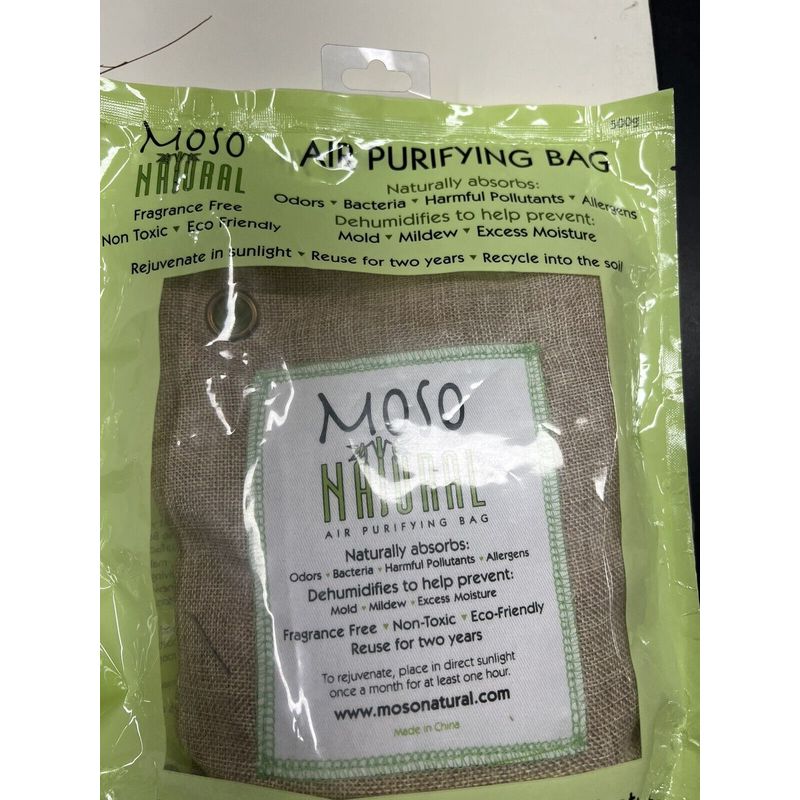 500g
MOSO
NATURAL
AIR PURIFYING BAG
Naturally absorbs:
Odors ▾ Bacteria ▾ Harmful Pollutants ▾ Allergens
Dehumidifies to help prevent:
Mold ▾ Mildew ▾ Excess Moisture
Fragrance Free
Non Toxic ▾ Eco Friendly
Rejuvenate in sunlight ▾ Reuse for two years ▾ Recycle into the soil
MOSO
NATURAL
AIR PURIFYING BAG
Naturally absorbs:
Odors ▾ Bacteria ▾ Harmful Pollutants ▾ Allergens
Dehumidifies to help prevent:
Mold ▾ Mildew ▾ Excess Moisture
Fragrance Free ▾ Non-Toxic ▾ Eco-Friendly
Reuse for two years
To rejuvenate, place in direct sunlight
once a month for at least one hour.
www.mosonatural.com
Made in China